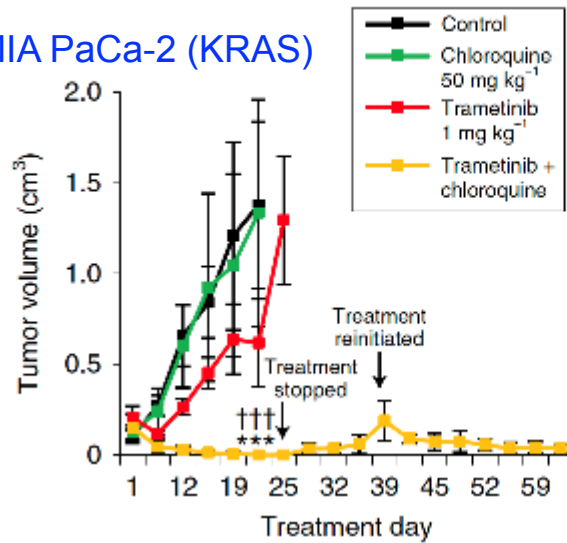 MIA PaCa-2 (KRAS)
Control
Chloroquine
50 mg kg⁻¹
Trametinib
1 mg kg⁻¹
Trametinib +
chloroquine
Tumor volume (cm³)
2.0
1.5
1.0
0.5
0
Treatment
reinitiated
Treatment
stopped
†††
***
1 12 19 25 32 39 45 52 59
Treatment day